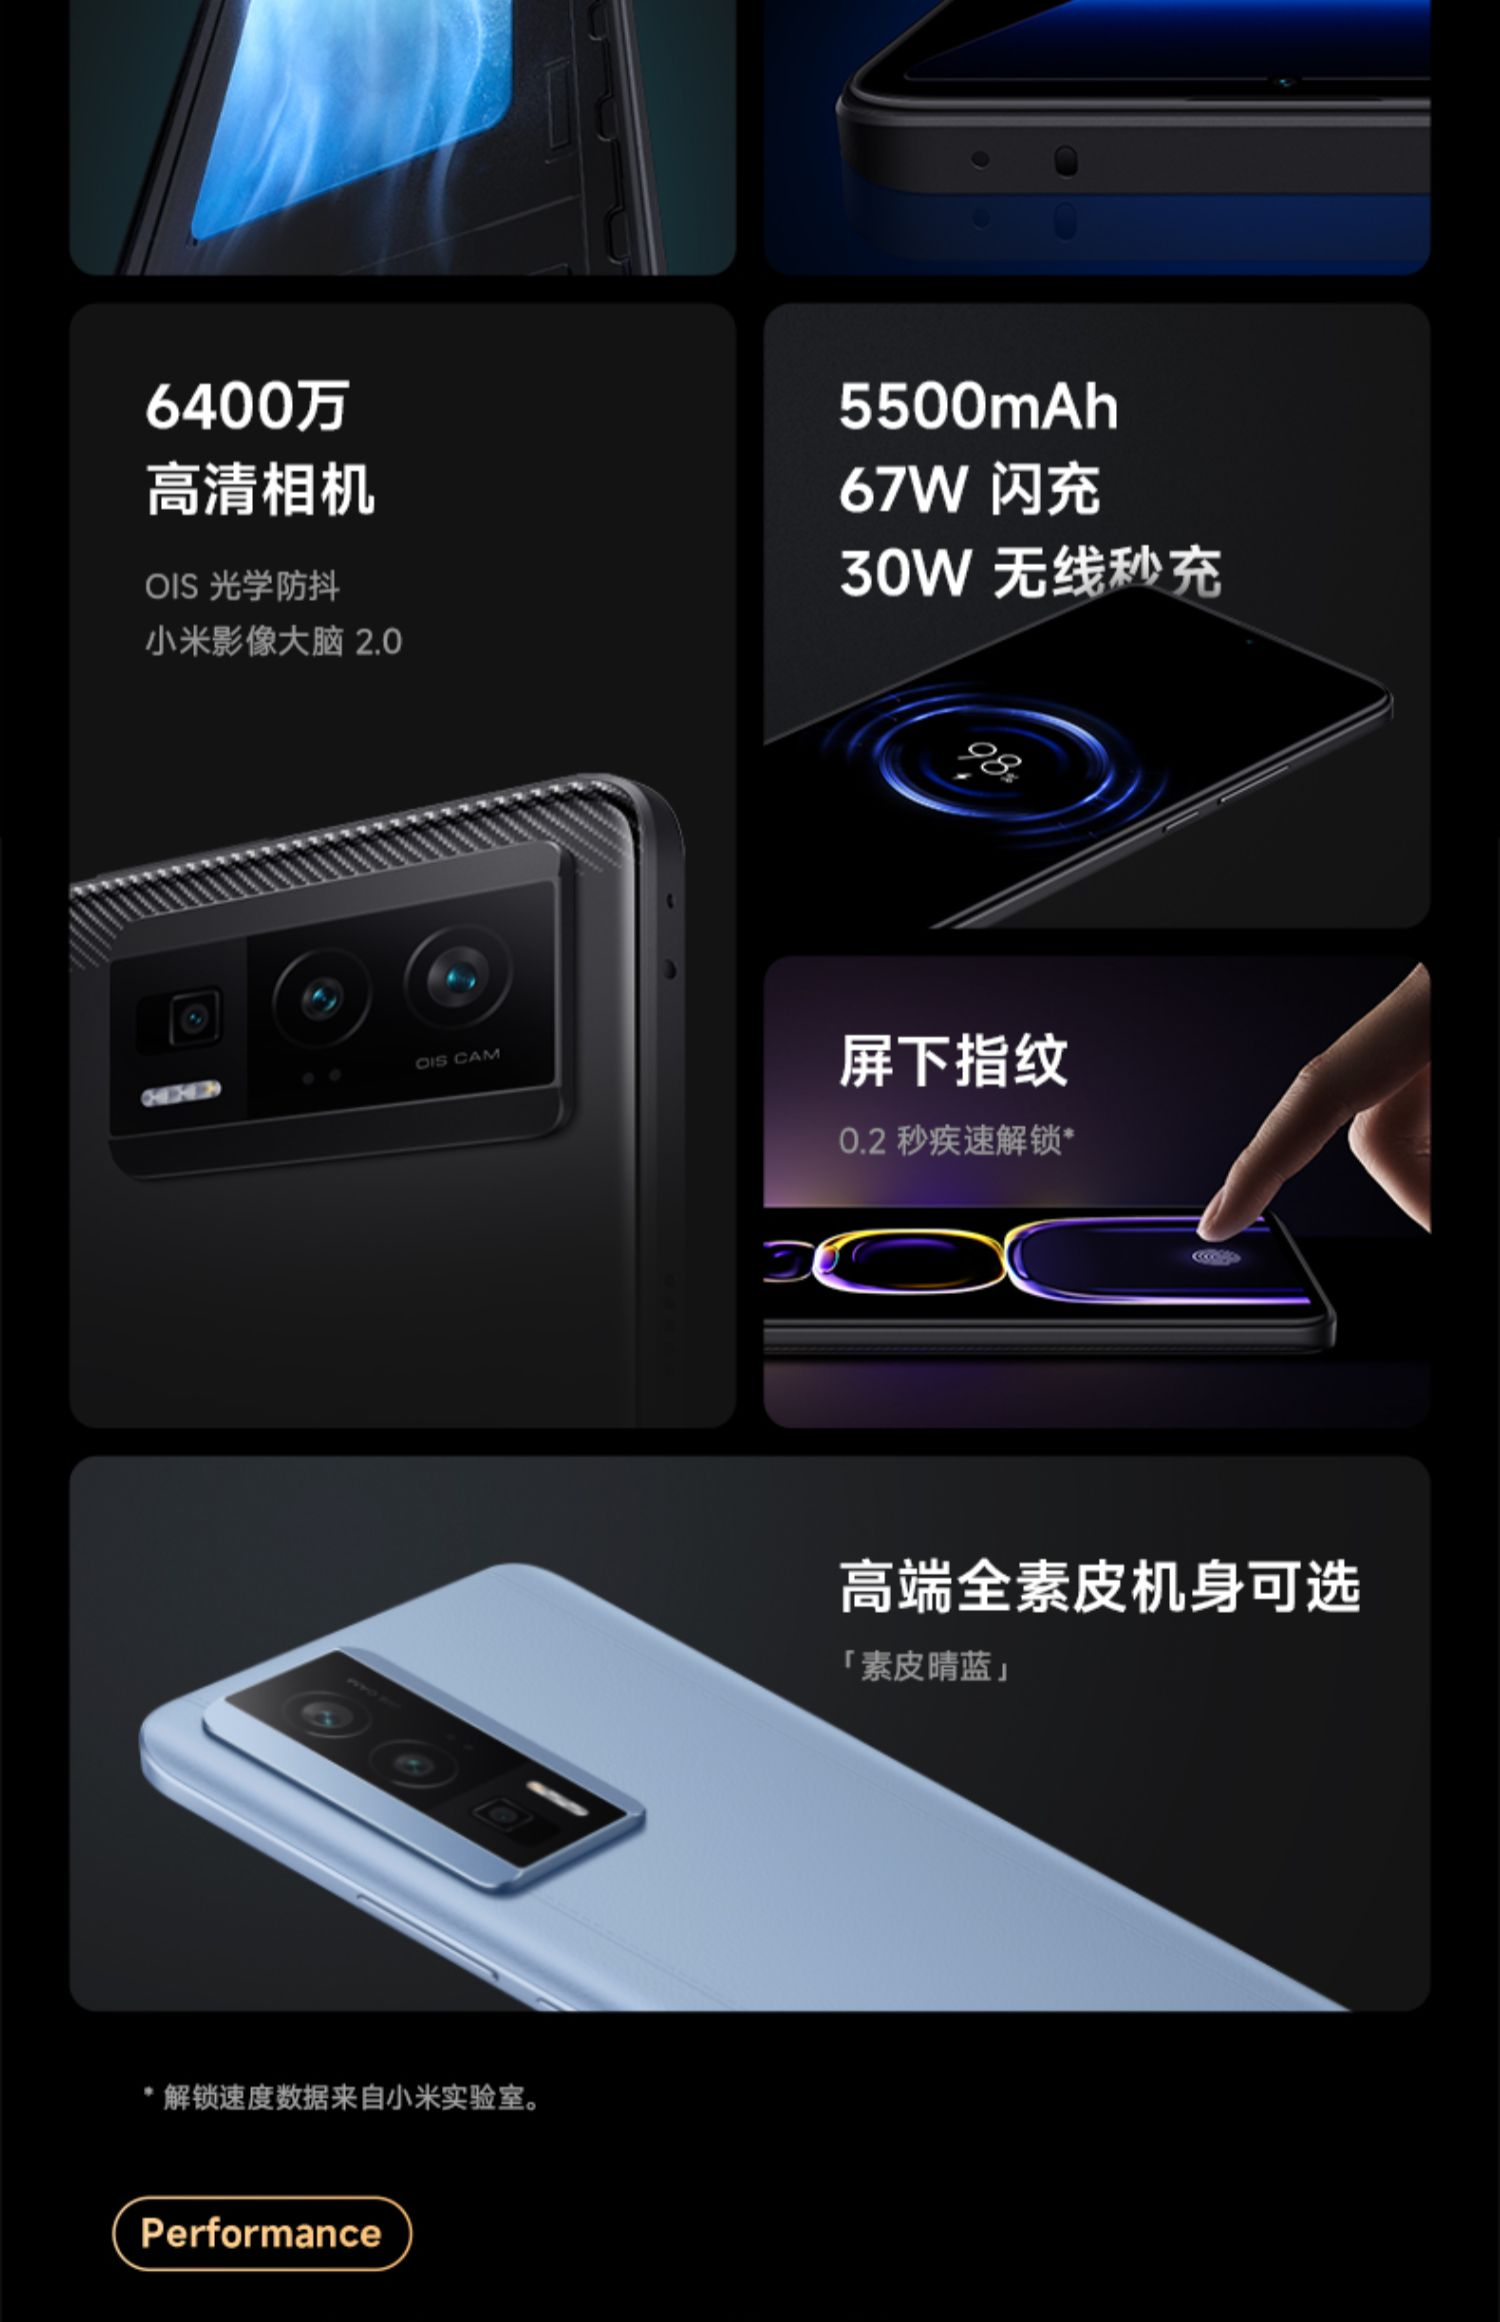 6400万
高清相机
OIS 光学防抖
小米影像大脑 2.0
OIS CAM
5500mAh
67W 闪充
30W 无线秒充
98%
屏下指纹
0.2 秒疾速解锁*
高端全素皮机身可选
「素皮晴蓝」
* 解锁速度数据来自小米实验室。
Performance